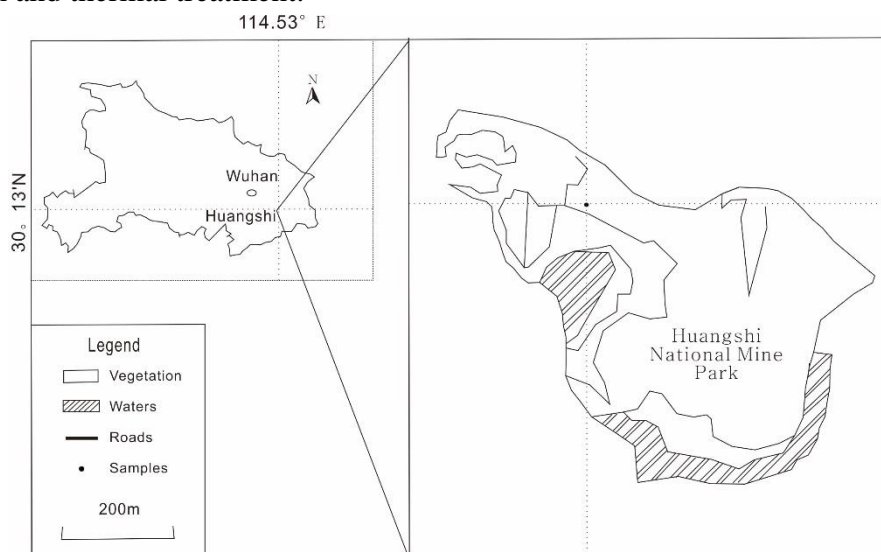 and thermal treatment.
114.53° E
N
Wuhan
Huangshi
30° 13'N
Legend
Vegetation
Waters
Roads
Samples
200m
Huangshi
National Mine
Park